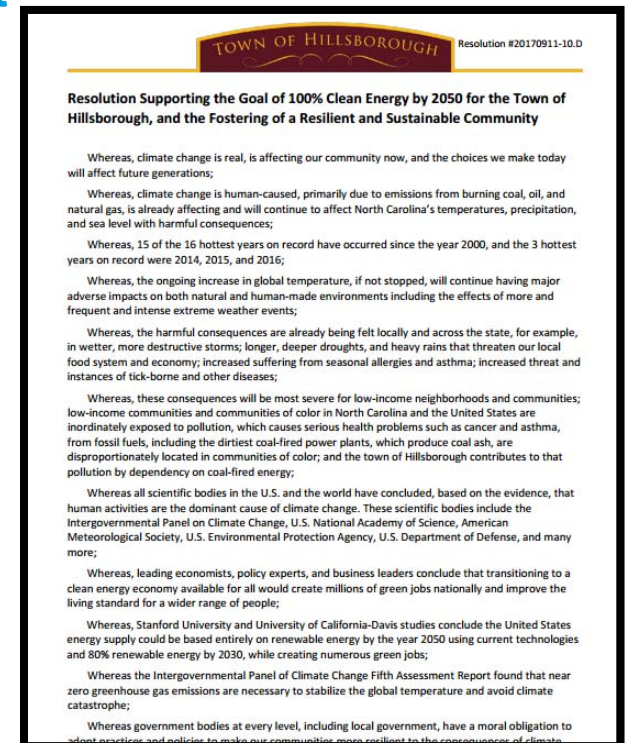 TOWN OF HILLSBOROUGH
Resolution #20170911-10.D
Resolution Supporting the Goal of 100% Clean Energy by 2050 for the Town of
Hillsborough, and the Fostering of a Resilient and Sustainable Community
Whereas, climate change is real, is affecting our community now, and the choices we make today
will affect future generations;
Whereas, climate change is human-caused, primarily due to emissions from burning coal, oil, and
natural gas, is already affecting and will continue to affect North Carolina's temperatures, precipitation,
and sea level with harmful consequences;
Whereas, 15 of the 16 hottest years on record have occurred since the year 2000, and the 3 hottest
years on record were 2014, 2015, and 2016;
Whereas, the ongoing increase in global temperature, if not stopped, will continue having major
adverse impacts on both natural and human-made environments including the effects of more and
frequent and intense extreme weather events;
Whereas, the harmful consequences are already being felt locally and across the state, for example,
in wetter, more destructive storms; longer, deeper droughts, and heavy rains that threaten our local
food system and economy; increased suffering from seasonal allergies and asthma; increased threat and
instances of tick-borne and other diseases;
Whereas, these consequences will be most severe for low-income neighborhoods and communities;
low-income communities and communities of color in North Carolina and the United States are
inordinately exposed to pollution, which causes serious health problems such as cancer and asthma,
from fossil fuels, including the dirtiest coal-fired power plants, which produce coal ash, are
disproportionately located in communities of color; and the town of Hillsborough contributes to that
pollution by dependency on coal-fired energy;
Whereas all scientific bodies in the U.S. and the world have concluded, based on the evidence, that
human activities are the dominant cause of climate change. These scientific bodies include the
Intergovernmental Panel on Climate Change, U.S. National Academy of Science, American
Meteorological Society, U.S. Environmental Protection Agency, U.S. Department of Defense, and many
more;
Whereas, leading economists, policy experts, and business leaders conclude that transitioning to a
clean energy economy available for all would create millions of green jobs nationally and improve the
living standard for a wider range of people;
Whereas, Stanford University and University of California-Davis studies conclude the United States
energy supply could be based entirely on renewable energy by the year 2050 using current technologies
and 80% renewable energy by 2030, while creating numerous green jobs;
Whereas the Intergovernmental Panel of Climate Change Fifth Assessment Report found that near
zero greenhouse gas emissions are necessary to stabilize the global temperature and avoid climate
catastrophe;
Whereas government bodies at every level, including local government, have a moral obligation to
adopt practices and policies to make our communities more resilient to the consequences of climate